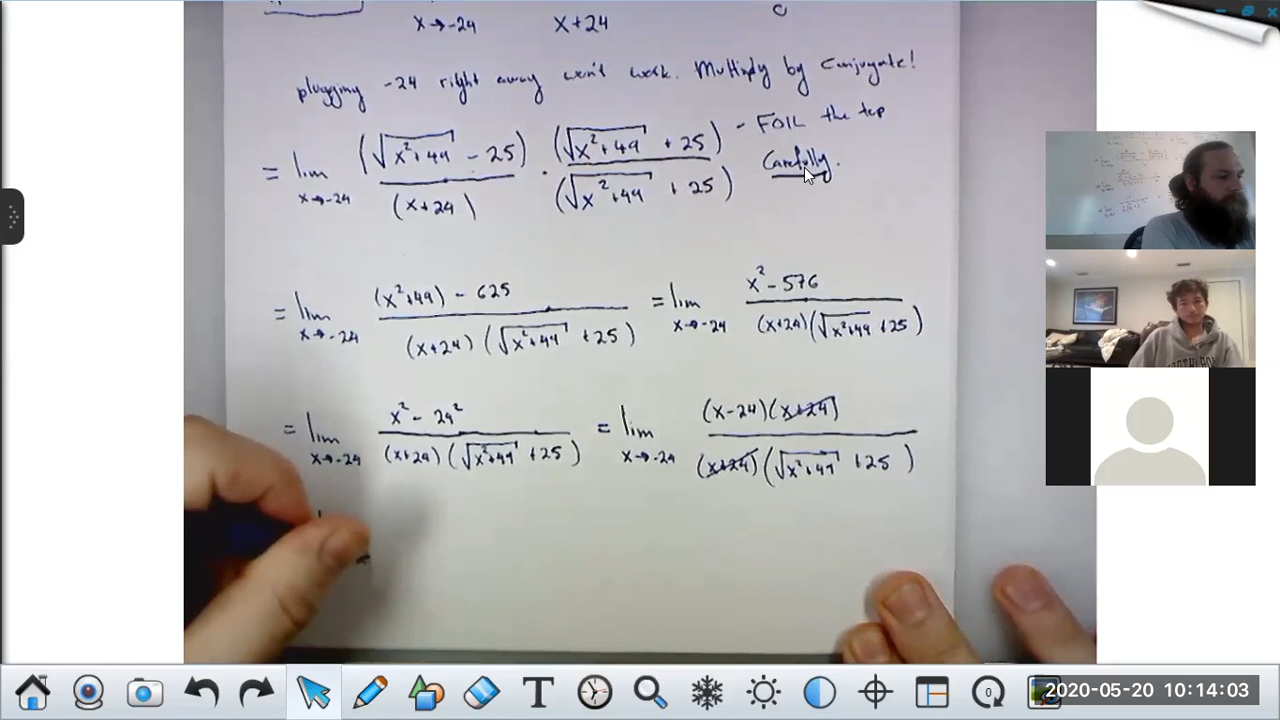 x→-24 x+24
plugging -24 right away won't work. Multiply by conjugate!
= lim x→-24 (√x²+49 - 25) / (x+24) · (√x²+49 + 25) / (√x²+49 + 25) - FOIL the top
Carefully.
= lim x→-24 (x²+49) - 625 / (x+24)(√x²+49 + 25) = lim x→-24 x² - 576 / (x+24)(√x²+49 + 25)
= lim x→-24 x² - 24² / (x+24)(√x²+49 + 25) = lim x→-24 (x-24)(x+24) / (x+24)(√x²+49 + 25)
T
0
2020-05-20 10:14:03